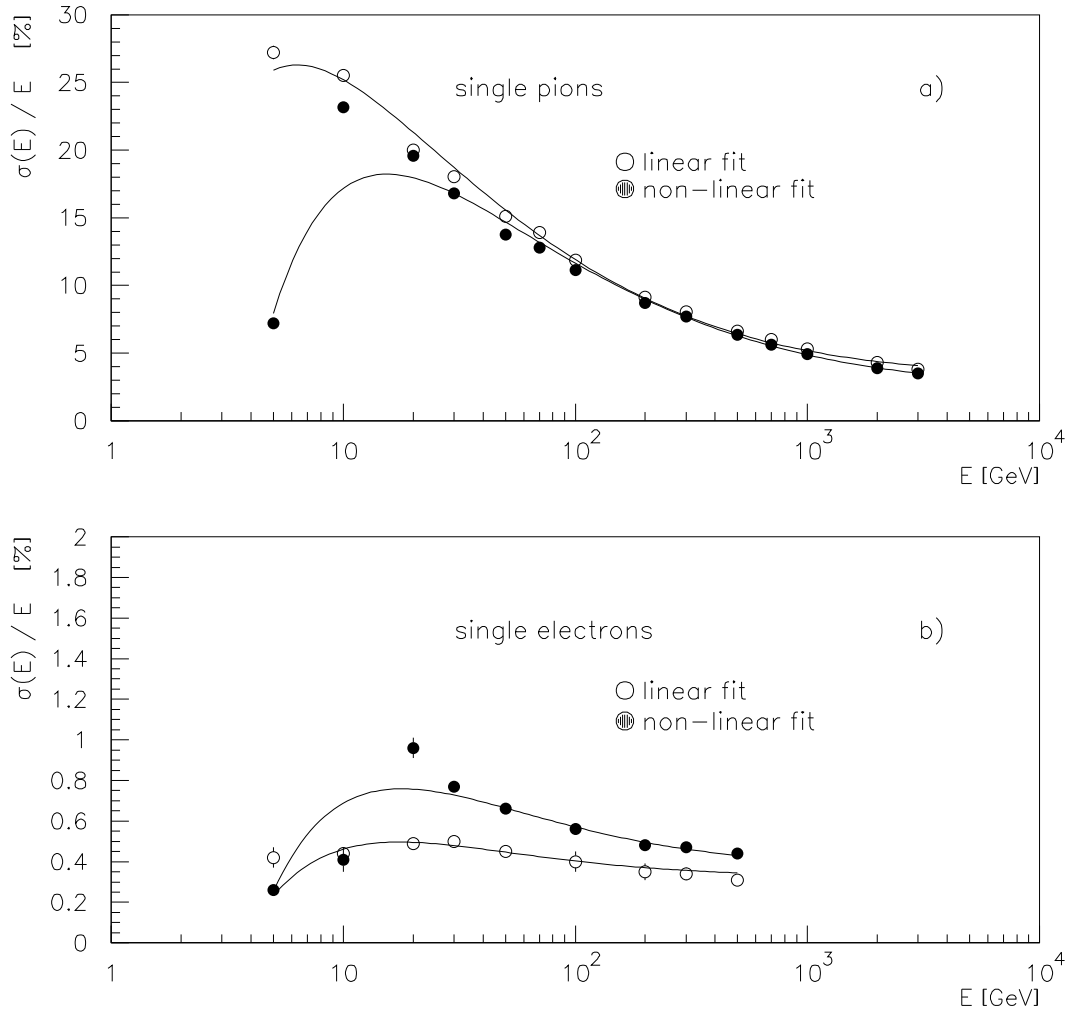 σ(E) / E [%]
30
25
20
15
10
5
0
single pions a)
linear fit
non-linear fit
1 10 10² 10³ 10⁴
E [GeV]
σ(E) / E [%]
2
1.8
1.6
1.4
1.2
1
0.8
0.6
0.4
0.2
0
single electrons b)
linear fit
non-linear fit
1 10 10² 10³ 10⁴
E [GeV]